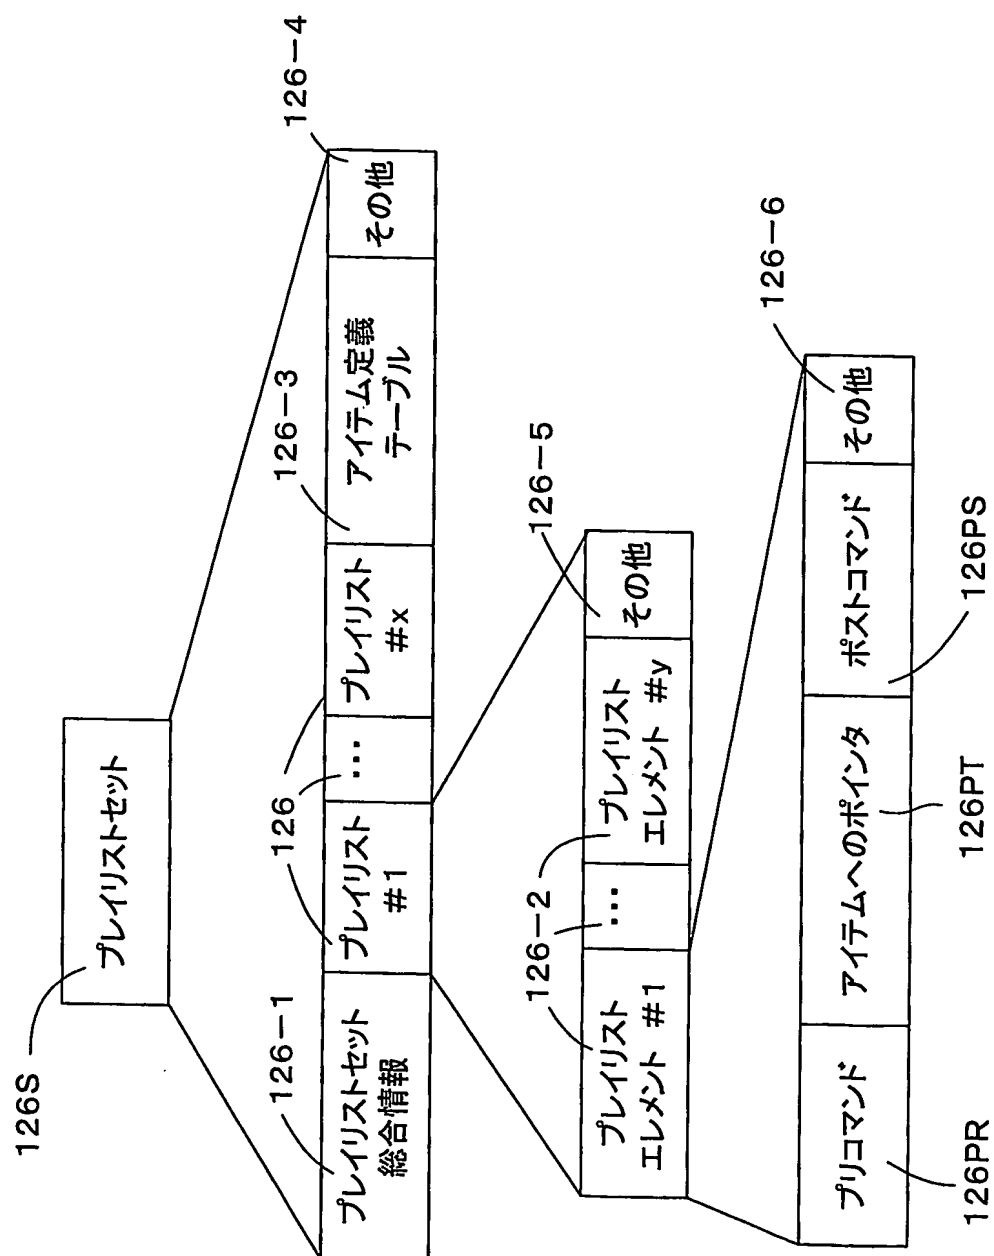 126S
プレイリストセット
126-1
126
126-3
126-4
プレイリストセット
総合情報
プレイリスト
#1
•••
プレイリスト
#x
アイテム定義
テーブル
その他
126-2
126-5
プレイリスト
エレメント #1
•••
プレイリスト
エレメント #y
その他
126-6
プリコマンド
アイテムへのポインタ
ポストコマンド
その他
126PR
126PT
126PS